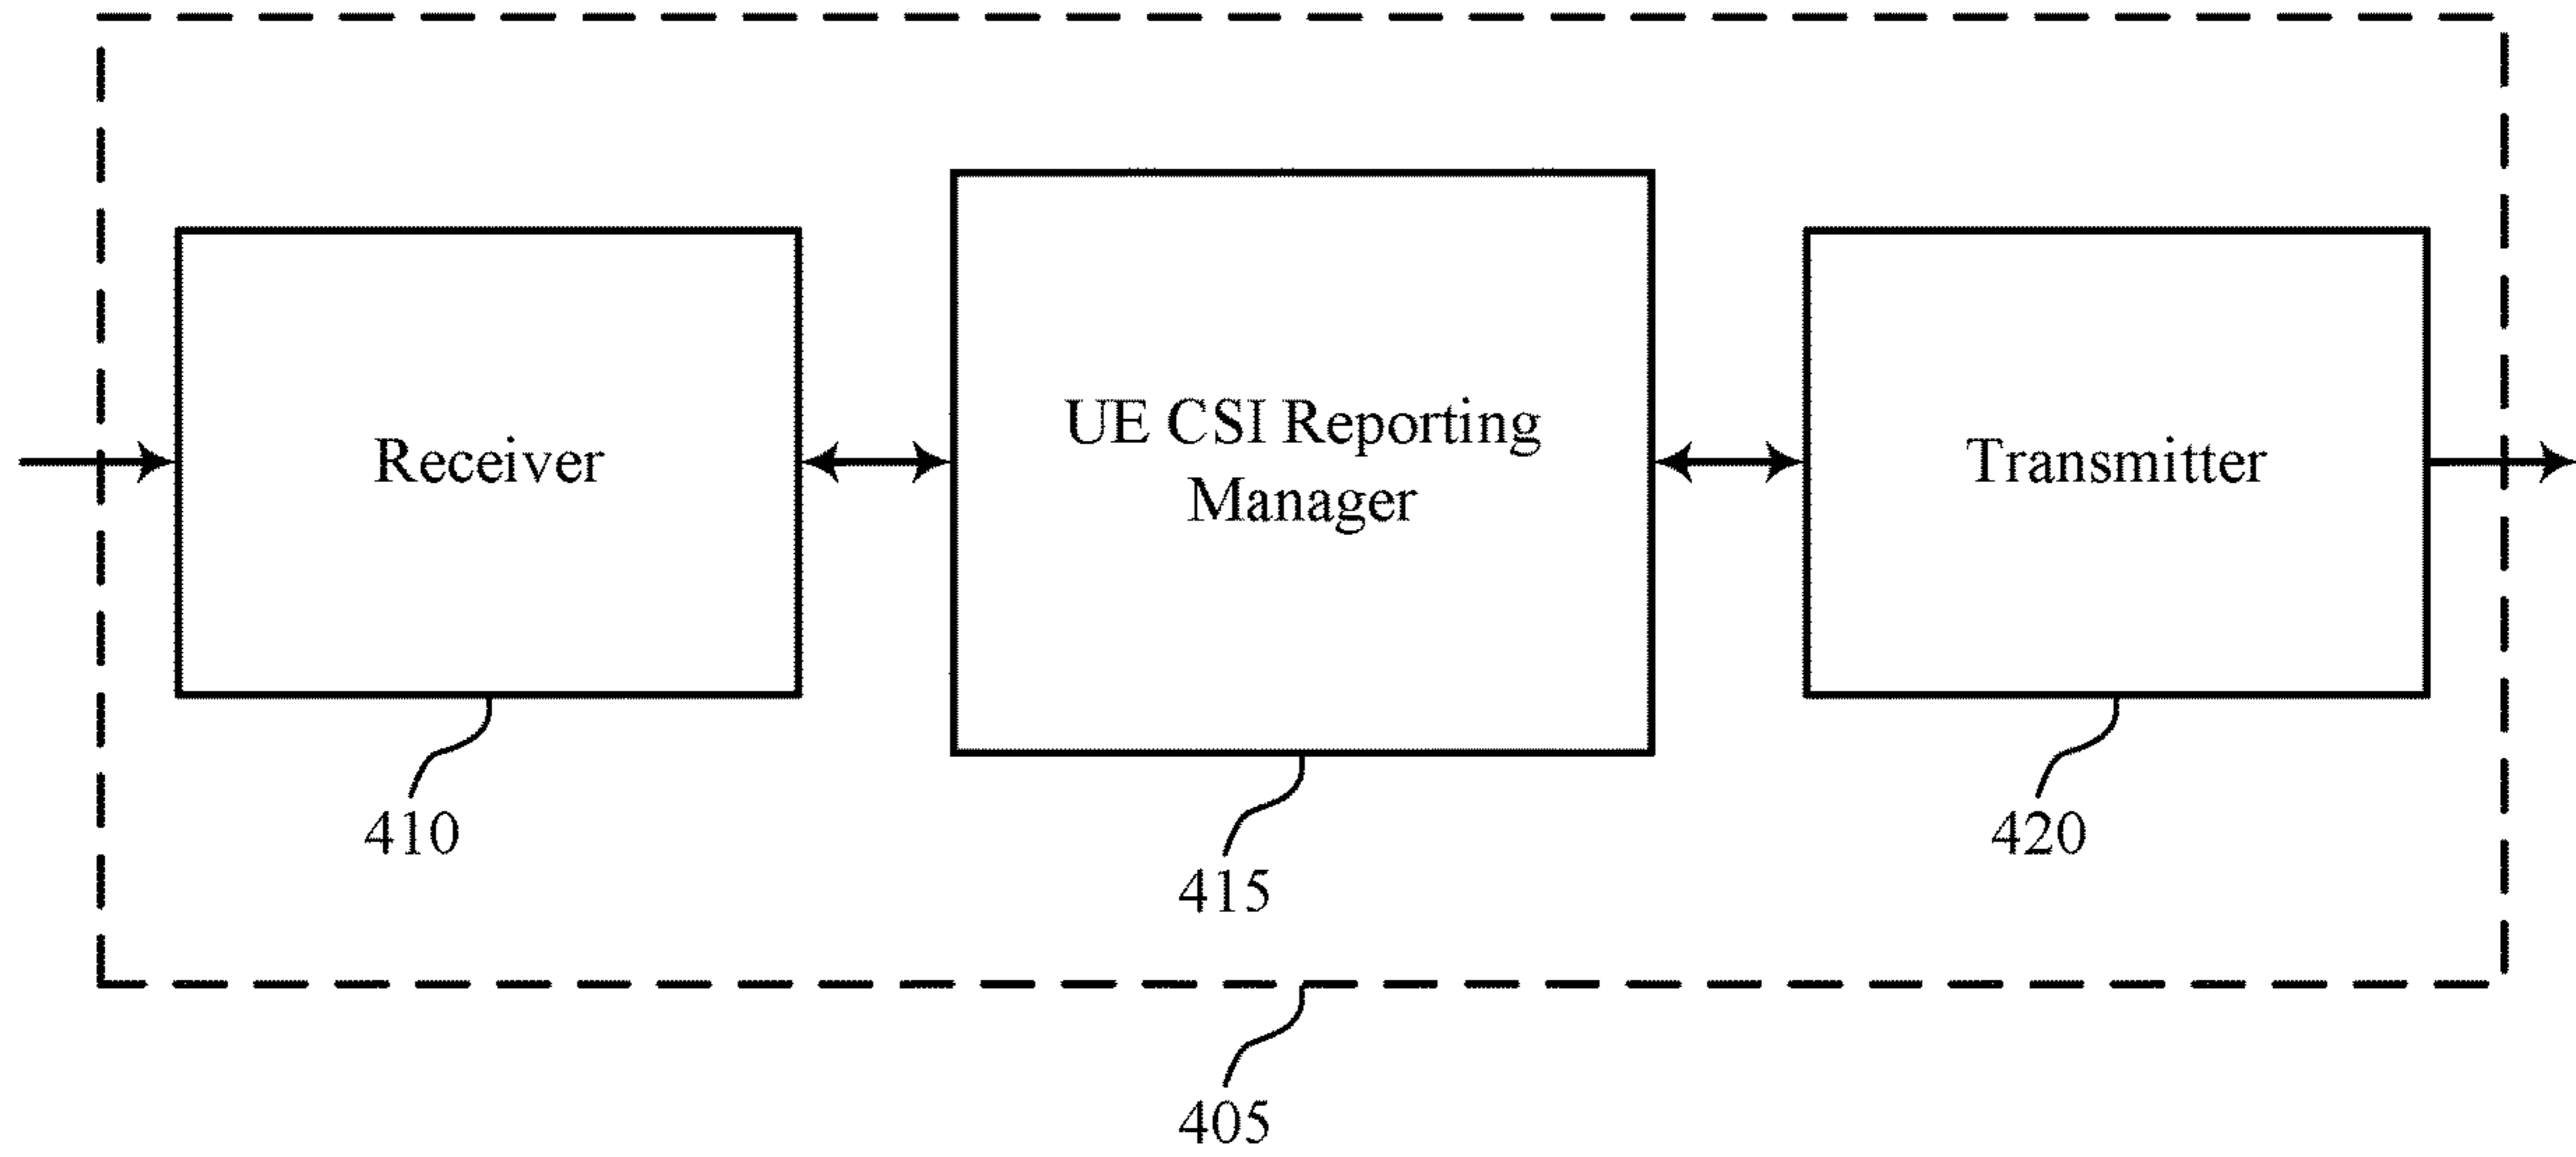 Receiver
UE CSI Reporting
Manager
Transmitter
410
415
420
405